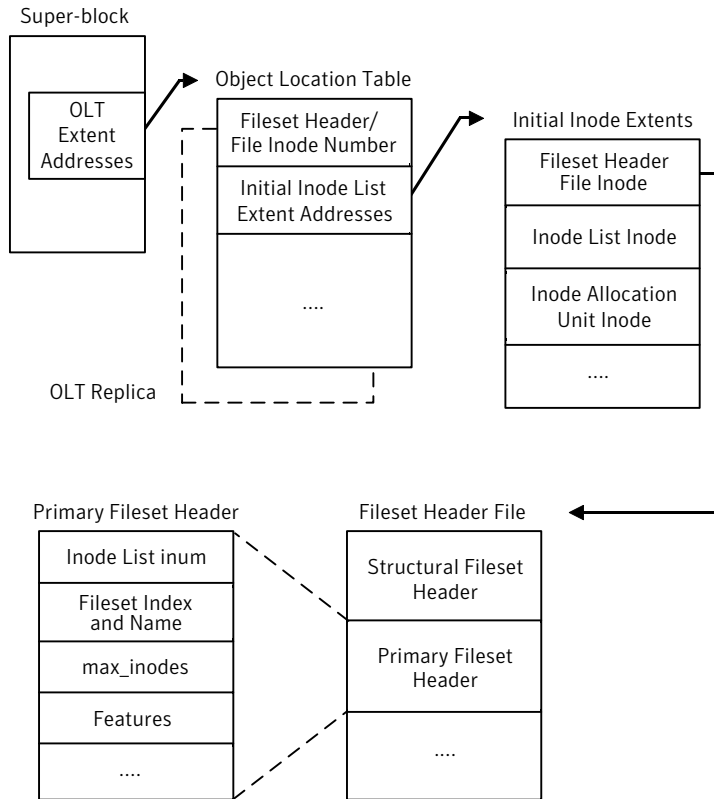 Super-block
OLT
Extent
Addresses
Object Location Table
Fileset Header/
File Inode Number
Initial Inode List
Extent Addresses
....
OLT Replica
Initial Inode Extents
Fileset Header
File Inode
Inode List Inode
Inode Allocation
Unit Inode
....
Primary Fileset Header
Inode List inum
Fileset Index
and Name
max_inodes
Features
....
Fileset Header File
Structural Fileset
Header
Primary Fileset
Header
....